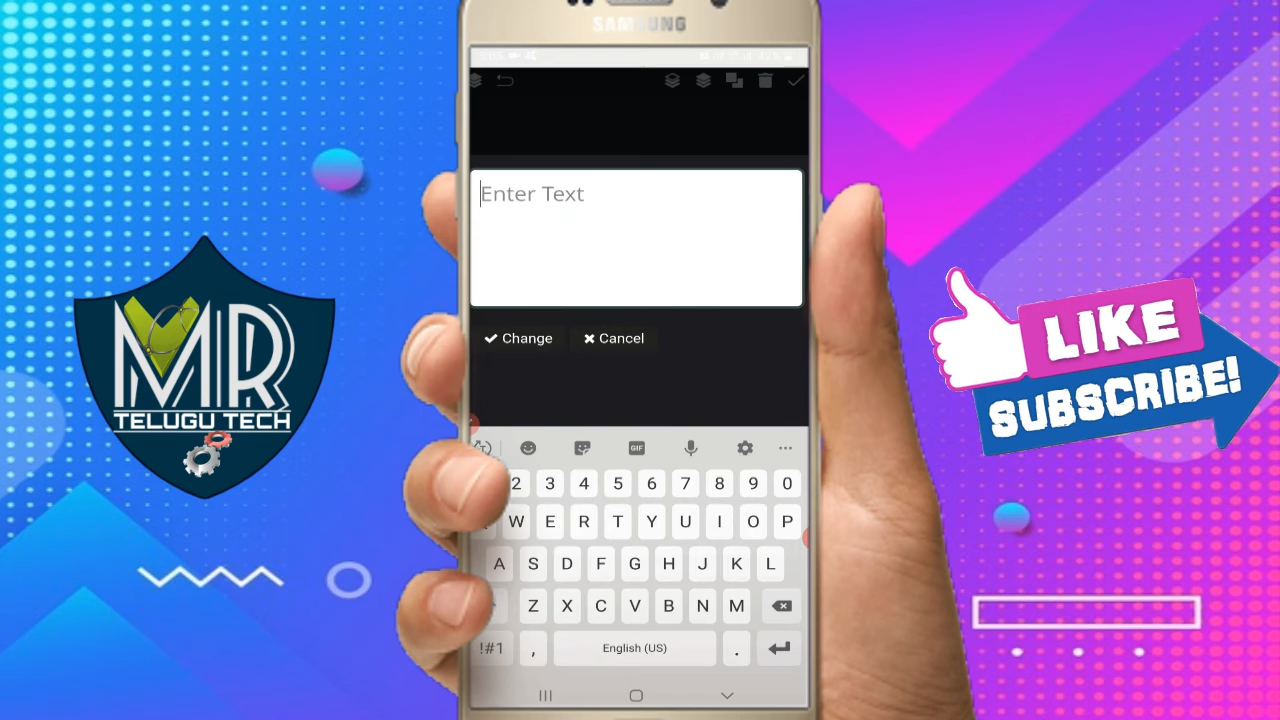 SAMSUNG
Enter Text
Change
Cancel
GIF
2 3 4 5 6 7 8 9 0
W E R T Y U I O P
A S D F G H J K L
Z X C V B N M
!#1 , English (US) .
MR
TELUGU TECH
LIKE
SUBSCRIBE!